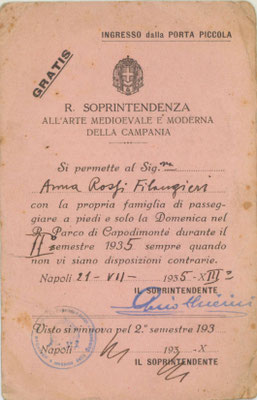 INGRESSO dalla PORTA PICCOLA
GRATIS
R. SOPRINTENDENZA
ALL'ARTE MEDIOEVALE E MODERNA
DELLA CAMPANIA
Si permette al Sig.ra
Anna Rossi Filangieri
con la propria famiglia di passeg-
giare a piedi e solo la Domenica nel
R. Parco di Capodimonte durante il
II semestre 1935 sempre quando
non vi siano disposizioni contrarie.
Napoli 21-VII- 1935-XIIIº
IL SOPRINTENDENTE
Visto si rinnova pel 2.º semestre 193
Napoli 193 -X
IL SOPRINTENDENTE